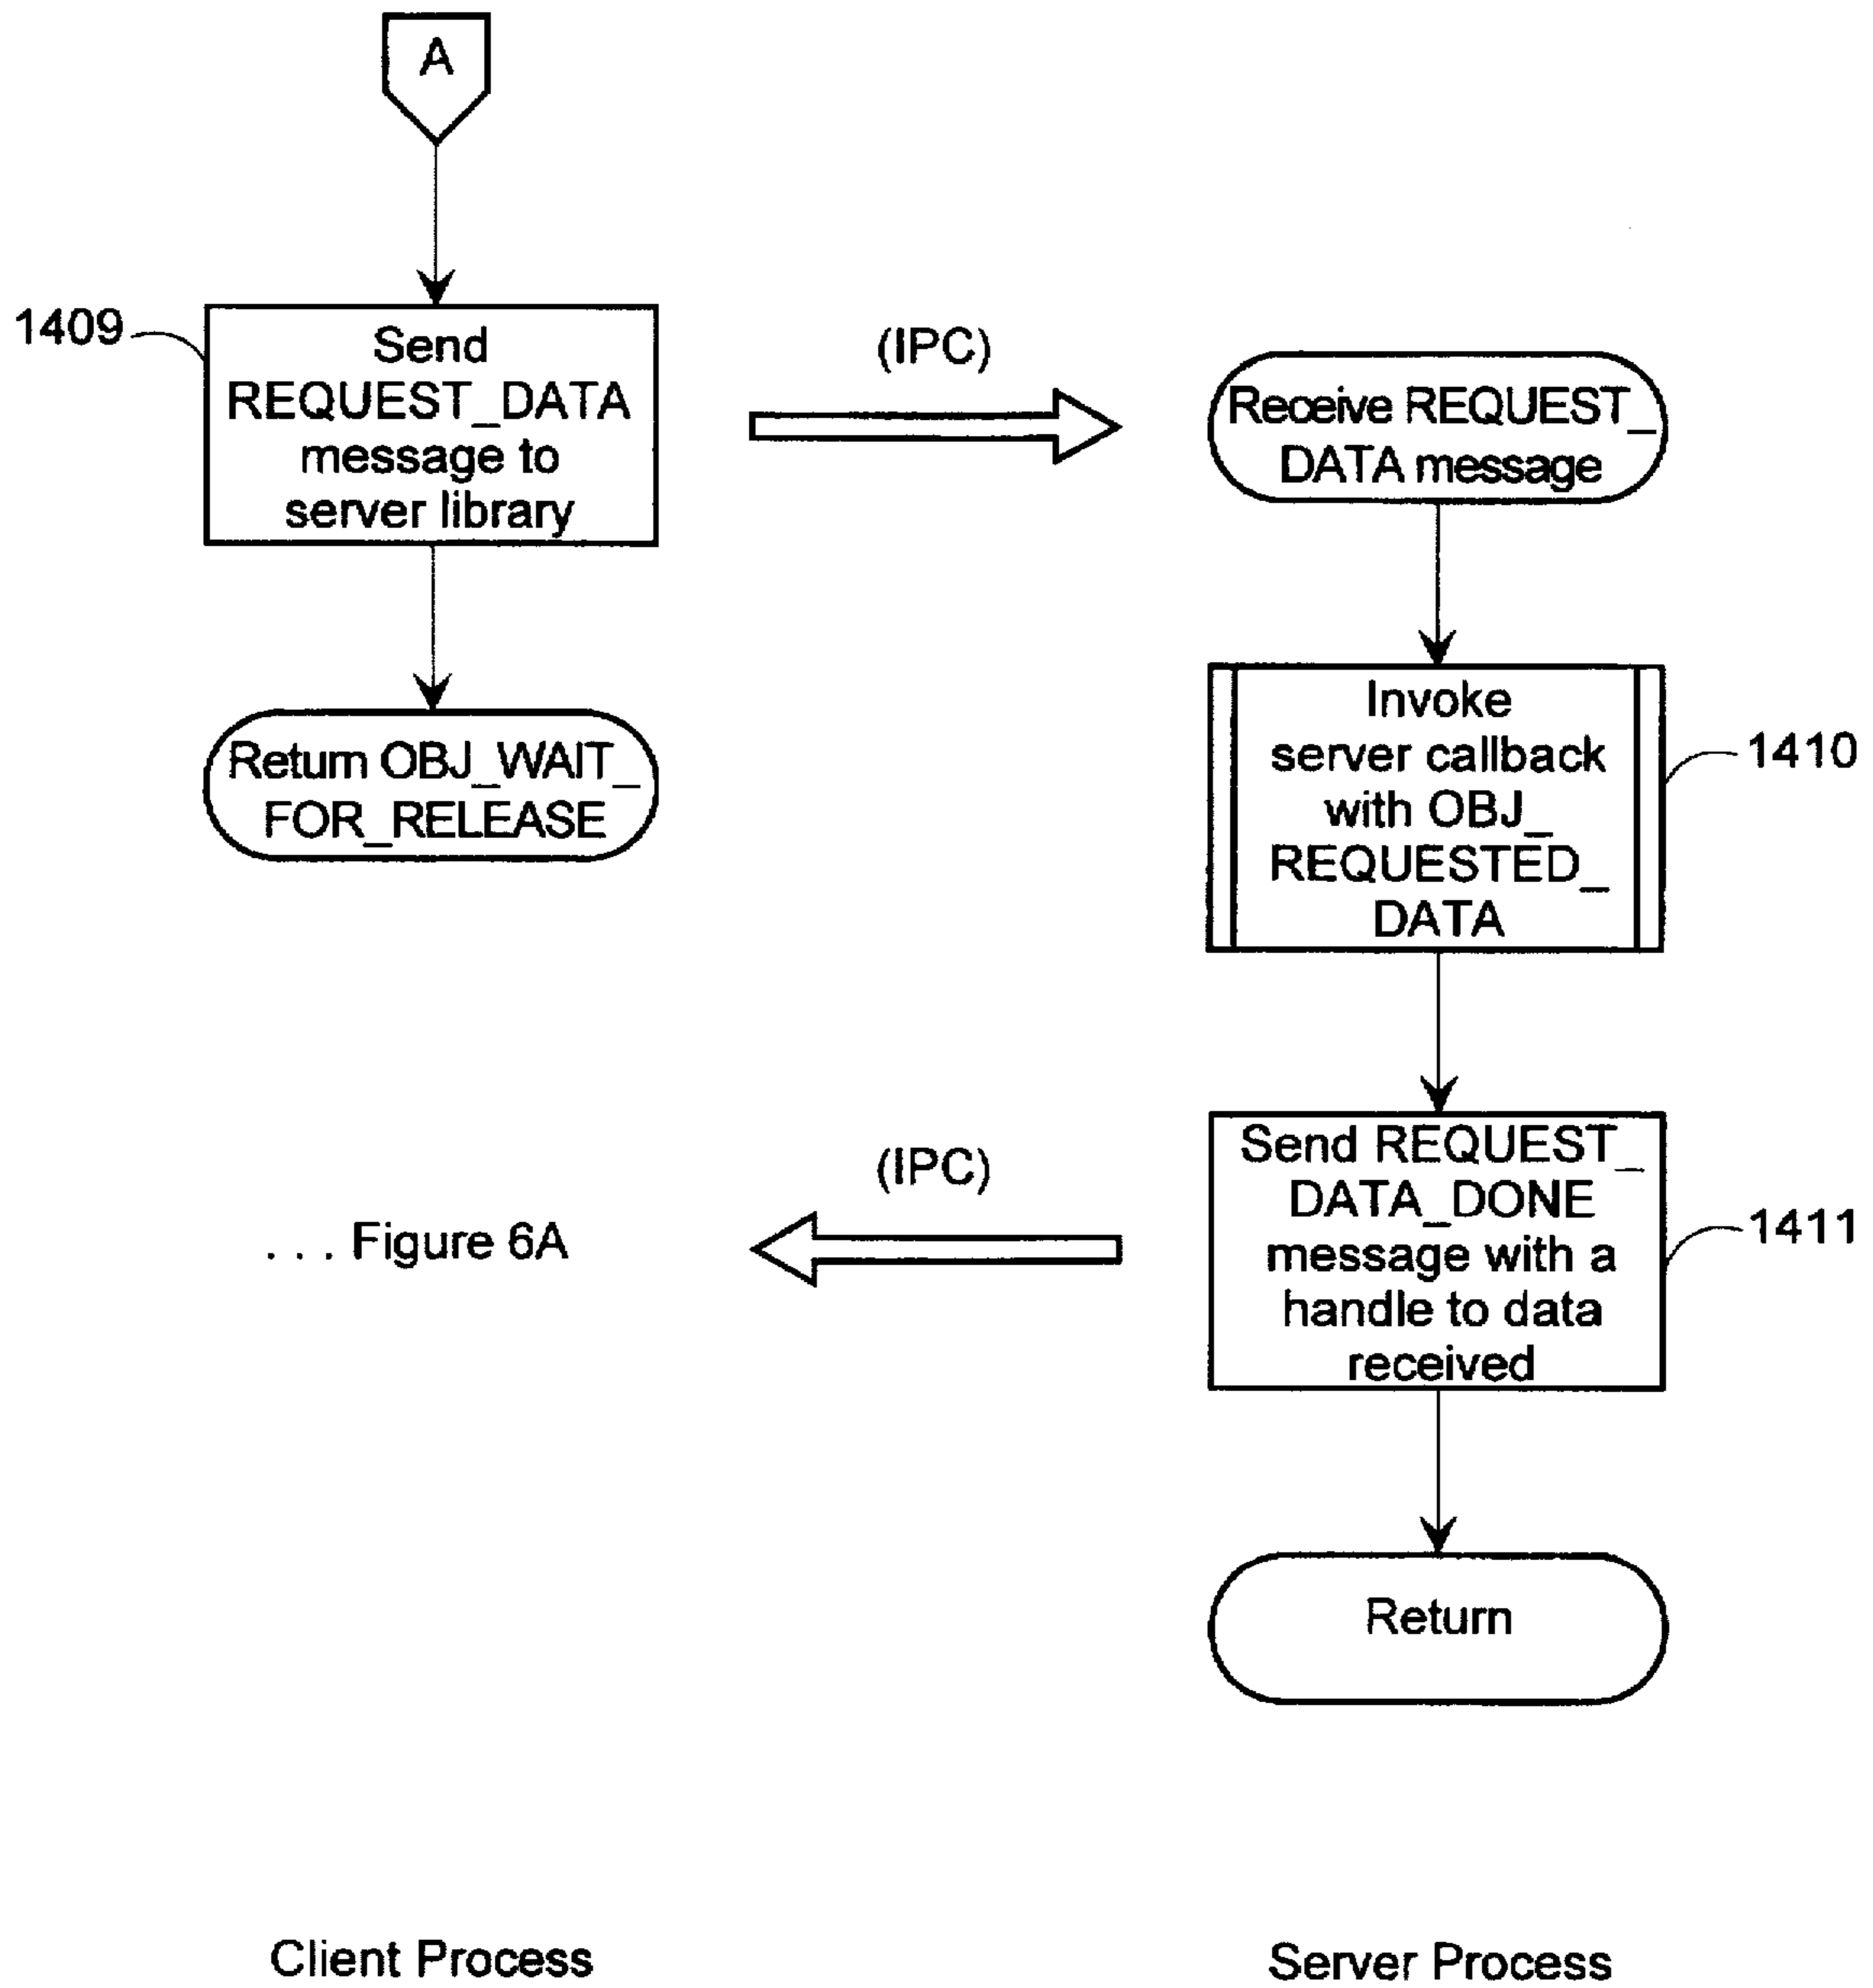 A
1409
Send
REQUEST_DATA
message to
server library
(IPC)
Receive REQUEST_
DATA message
Return OBJ_WAIT_
FOR_RELEASE
Invoke
server callback
with OBJ_
REQUESTED_
DATA
1410
. . . Figure 6A
(IPC)
Send REQUEST_
DATA_DONE
message with a
handle to data
received
1411
Return
Client Process
Server Process